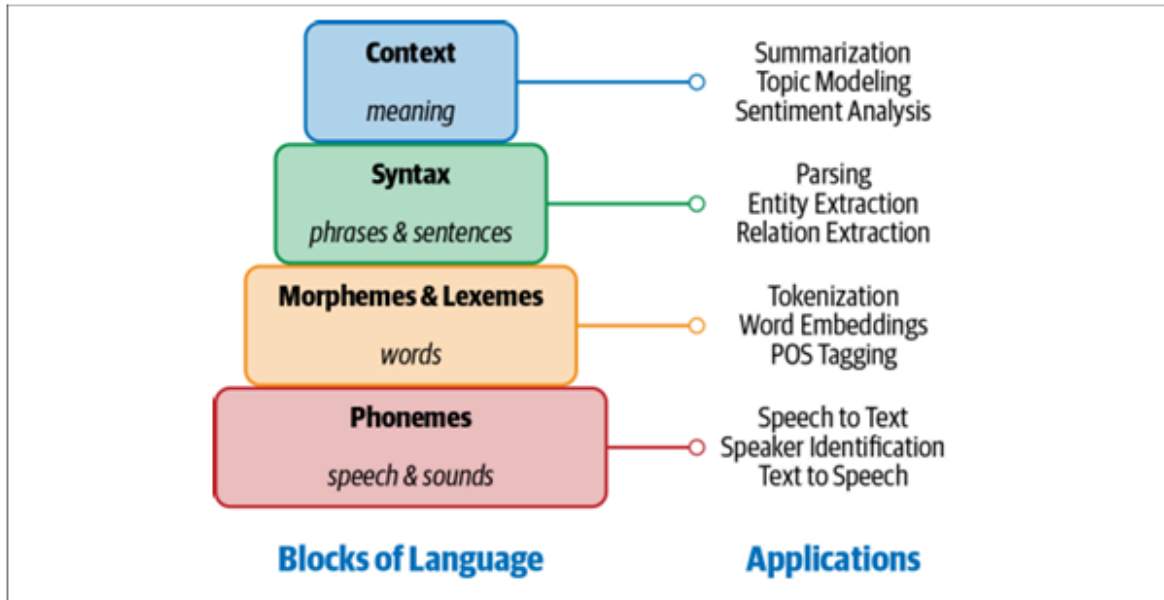 Context
meaning
Summarization
Topic Modeling
Sentiment Analysis
Syntax
phrases & sentences
Parsing
Entity Extraction
Relation Extraction
Morphemes & Lexemes
words
Tokenization
Word Embeddings
POS Tagging
Phonemes
speech & sounds
Speech to Text
Speaker Identification
Text to Speech
Blocks of Language
Applications